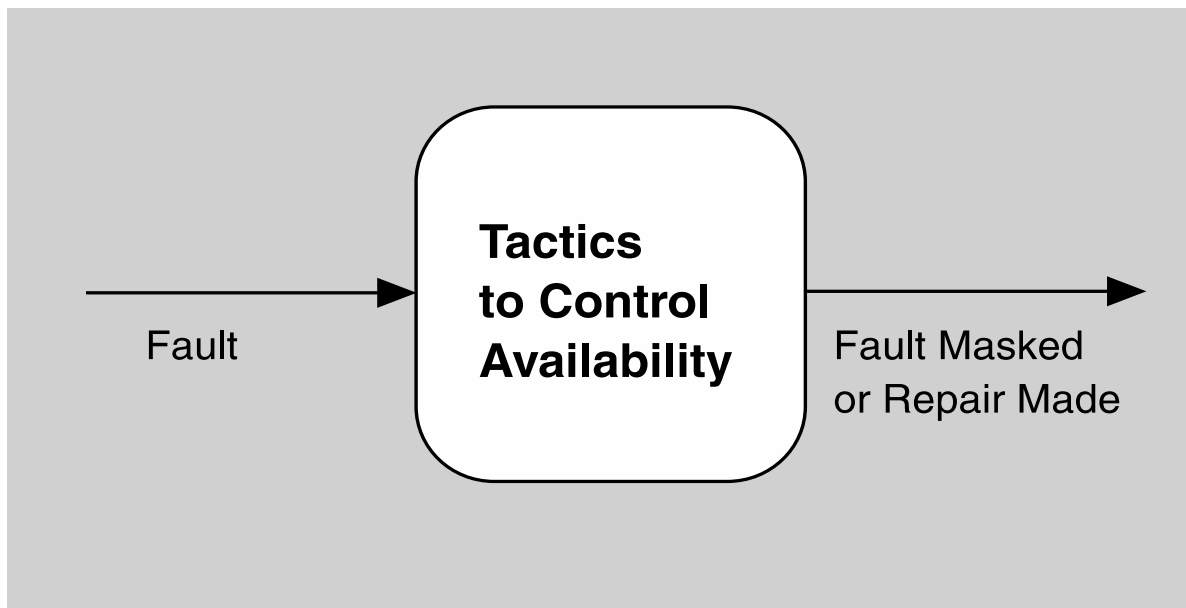 Fault
Tactics
to Control
Availability
Fault Masked
or Repair Made